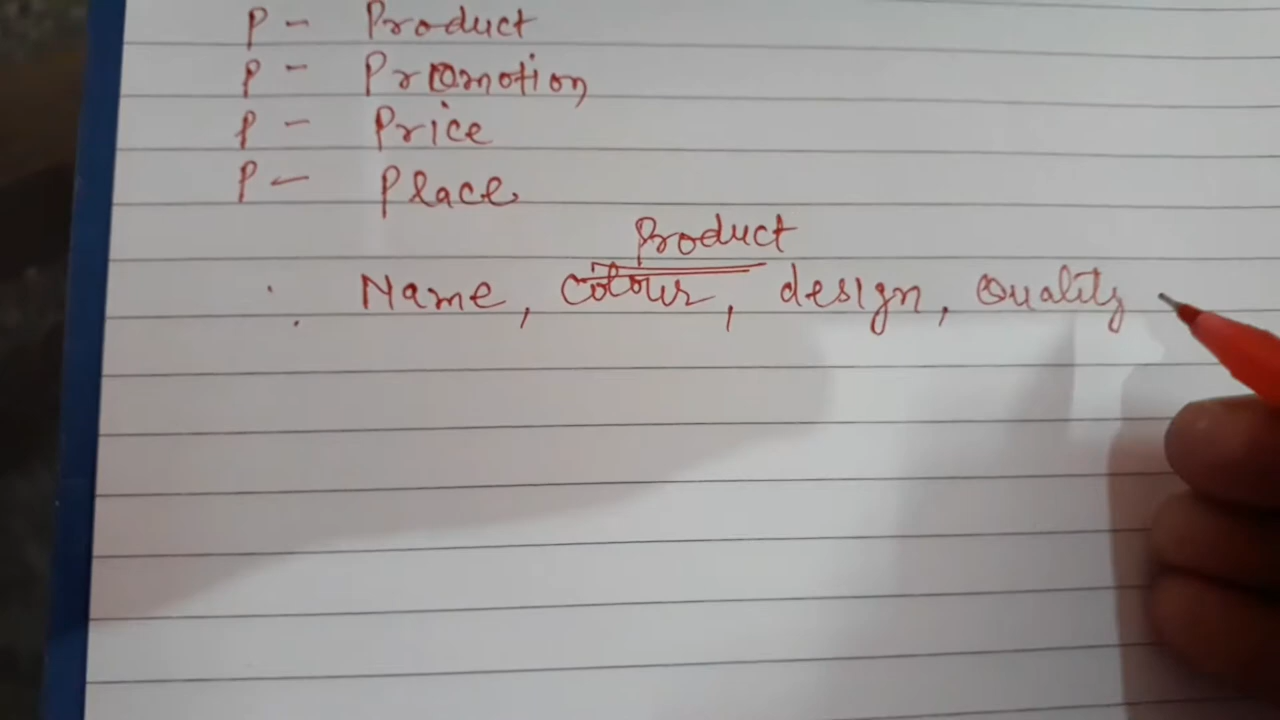 P - Product
P - Promotion
P - Price
P - Place
Product
Name, Colour, design, Quality